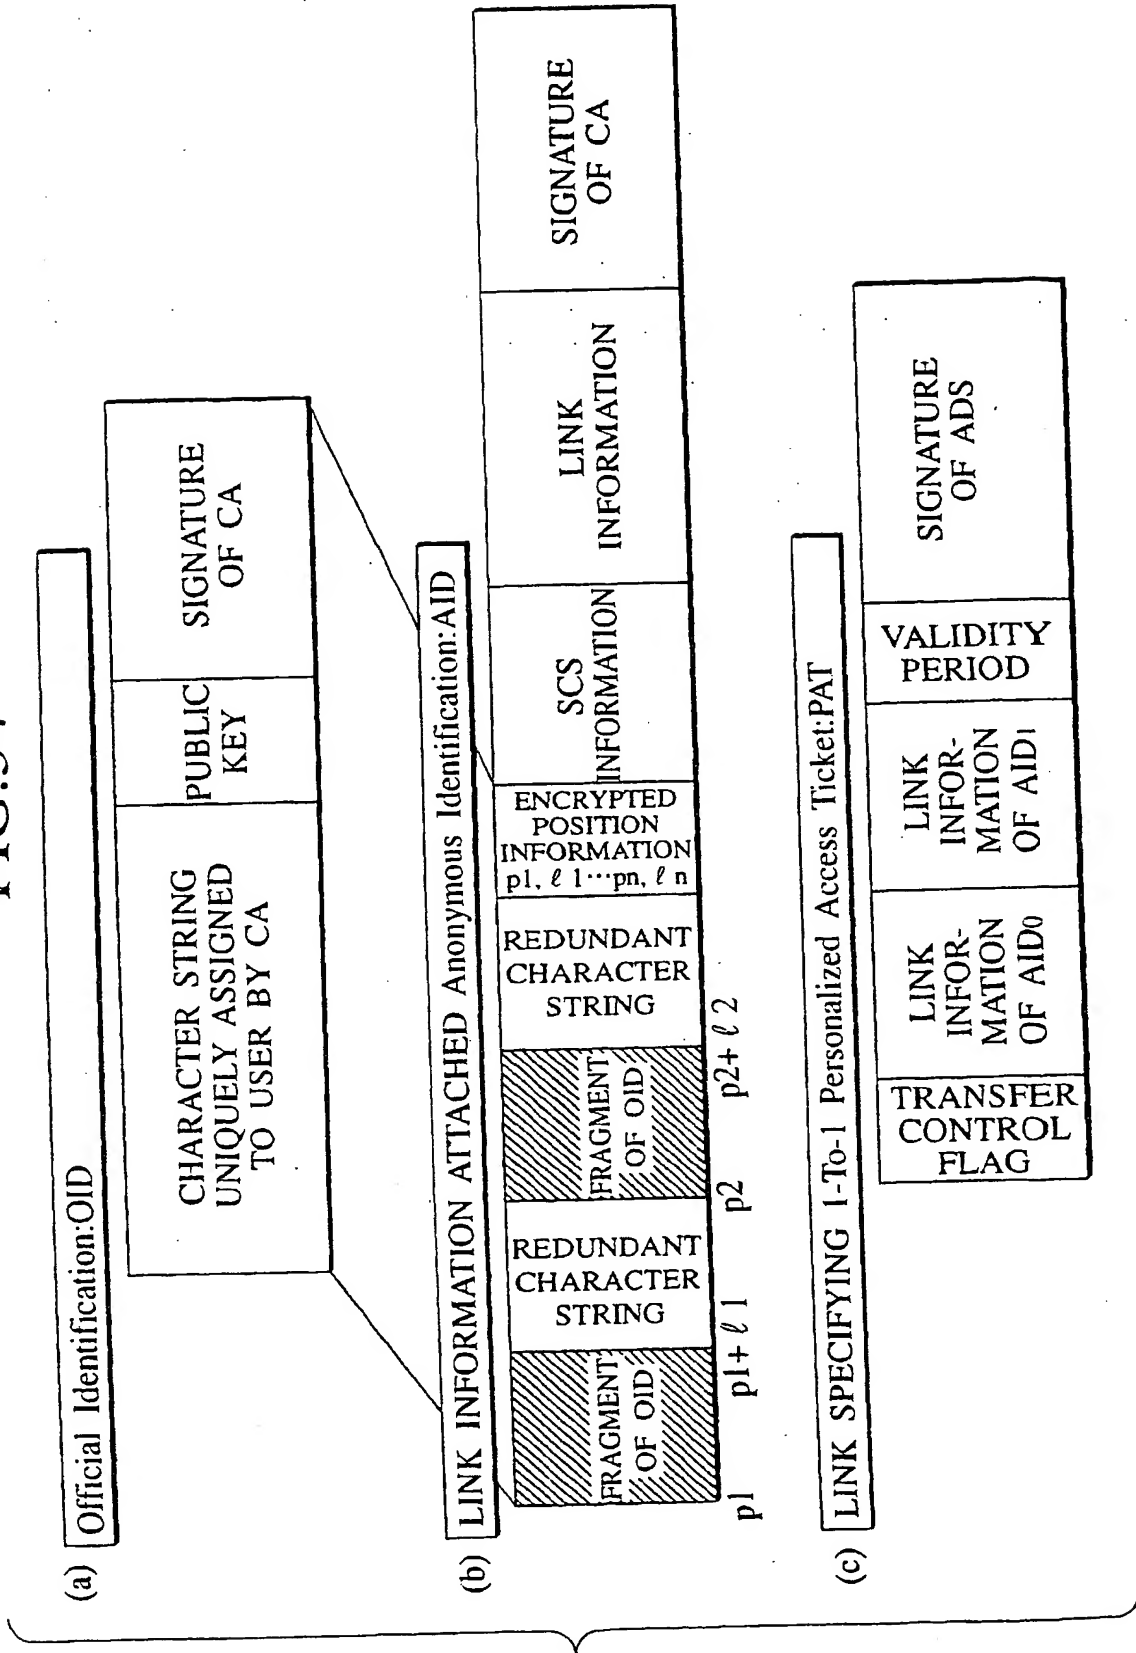 (a) Official Identification:OID
CHARACTER STRING
UNIQUELY ASSIGNED
TO USER BY CA
PUBLIC
KEY
SIGNATURE
OF CA
(b) LINK INFORMATION ATTACHED Anonymous Identification:AID
FRAGMENT
OF OID
REDUNDANT
CHARACTER
STRING
FRAGMENT
OF OID
REDUNDANT
CHARACTER
STRING
ENCRYPTED
POSITION
INFORMATION
p1, ℓ 1···pn, ℓ n
SCS
INFORMATION
LINK
INFORMATION
SIGNATURE
OF CA
p1
p1+ ℓ 1
p2
p2+ ℓ 2
(c) LINK SPECIFYING 1-To-1 Personalized Access Ticket:PAT
TRANSFER
CONTROL
FLAG
LINK
INFOR-
MATION
OF AID0
LINK
INFOR-
MATION
OF AID1
VALIDITY
PERIOD
SIGNATURE
OF ADS